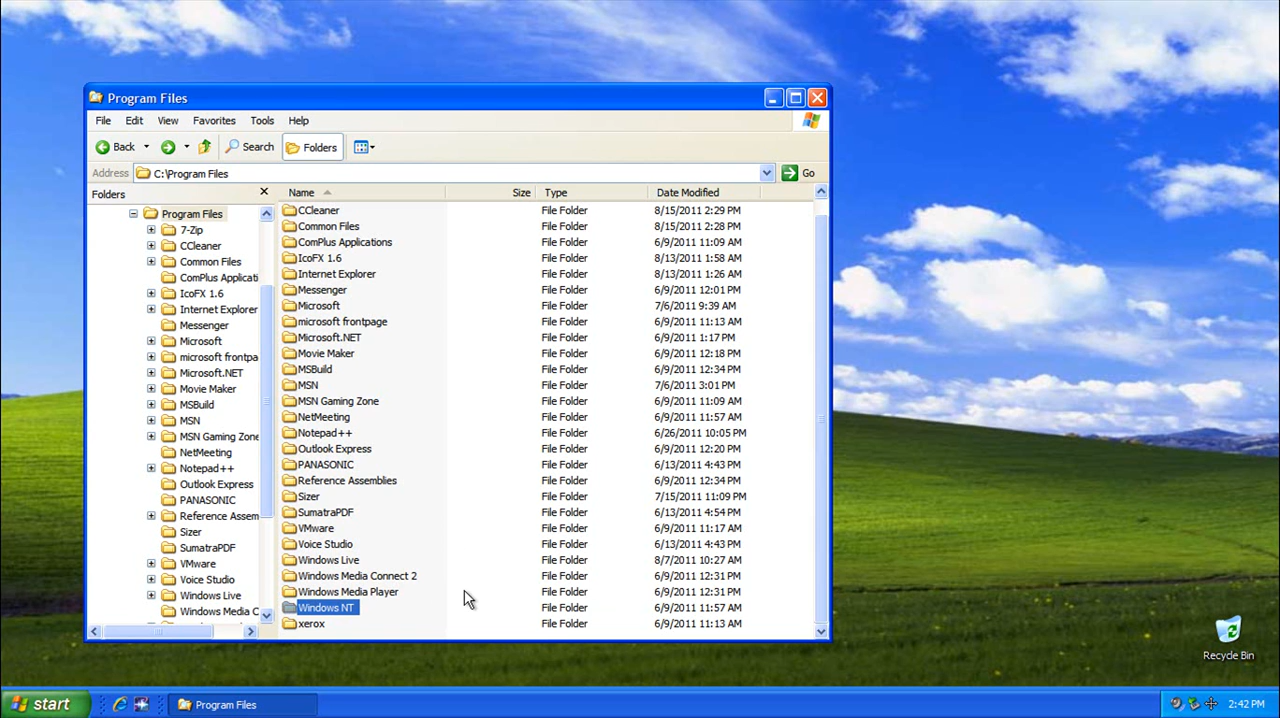 Program Files
File Edit View Favorites Tools Help
Back Search Folders
Address C:\Program Files Go
Folders
Program Files
7-Zip
CCleaner
Common Files
ComPlus Applicati
IcoFX 1.6
Internet Explorer
Messenger
Microsoft
microsoft frontpa
Microsoft.NET
Movie Maker
MSBuild
MSN
MSN Gaming Zone
NetMeeting
Notepad++
Outlook Express
PANASONIC
Reference Assem
Sizer
SumatraPDF
VMware
Voice Studio
Windows Live
Windows Media C
Name Size Type Date Modified
CCleaner File Folder 8/15/2011 2:29 PM
Common Files File Folder 8/15/2011 2:28 PM
ComPlus Applications File Folder 6/9/2011 11:09 AM
IcoFX 1.6 File Folder 8/13/2011 1:58 AM
Internet Explorer File Folder 8/13/2011 1:26 AM
Messenger File Folder 6/9/2011 12:01 PM
Microsoft File Folder 7/6/2011 9:39 AM
microsoft frontpage File Folder 6/9/2011 11:13 AM
Microsoft.NET File Folder 6/9/2011 1:17 PM
Movie Maker File Folder 6/9/2011 12:18 PM
MSBuild File Folder 6/9/2011 12:34 PM
MSN File Folder 7/6/2011 3:01 PM
MSN Gaming Zone File Folder 6/9/2011 11:09 AM
NetMeeting File Folder 6/9/2011 11:57 AM
Notepad++ File Folder 6/26/2011 10:05 PM
Outlook Express File Folder 6/9/2011 12:20 PM
PANASONIC File Folder 6/13/2011 4:43 PM
Reference Assemblies File Folder 6/9/2011 12:34 PM
Sizer File Folder 7/15/2011 11:09 PM
SumatraPDF File Folder 6/13/2011 4:54 PM
VMware File Folder 6/9/2011 11:17 AM
Voice Studio File Folder 6/13/2011 4:43 PM
Windows Live File Folder 8/7/2011 10:27 AM
Windows Media Connect 2 File Folder 6/9/2011 12:31 PM
Windows Media Player File Folder 6/9/2011 12:31 PM
Windows NT File Folder 6/9/2011 11:57 AM
xerox File Folder 6/9/2011 11:13 AM
Recycle Bin
start Program Files 2:42 PM